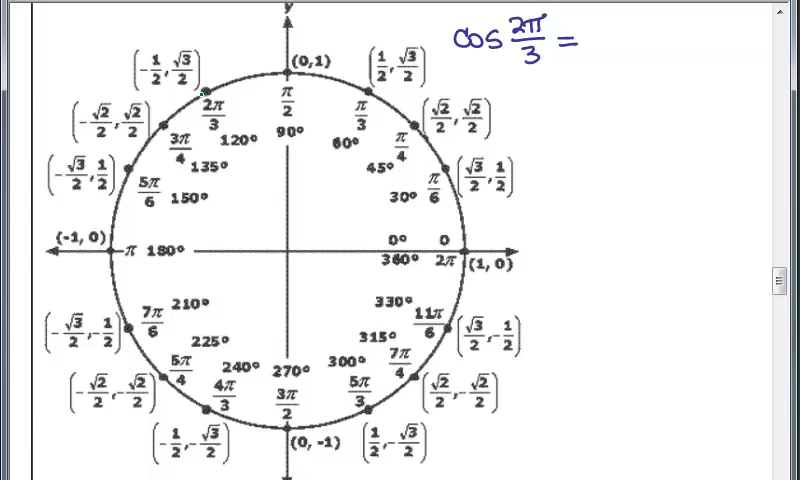 y
cos 2π/3 =
(-1/2, √3/2) (0,1) (1/2, √3/2)
(-√2/2, √2/2) 2π/3 π/2 π/3 (√2/2, √2/2)
3π/4 120° 90° 60° π/4
(-√3/2, 1/2) 135° 45° (√3/2, 1/2)
5π/6 150° 30° π/6
(-1, 0) π 180° 0° 0
360° 2π (1, 0)
7π/6 210° 330° 11π/6
(-√3/2, -1/2) 225° 315° (√3/2, -1/2)
5π/4 240° 270° 300° 7π/4
(-√2/2, -√2/2) 4π/3 3π/2 5π/3 (√2/2, -√2/2)
(-1/2, -√3/2) (0, -1) (1/2, -√3/2)